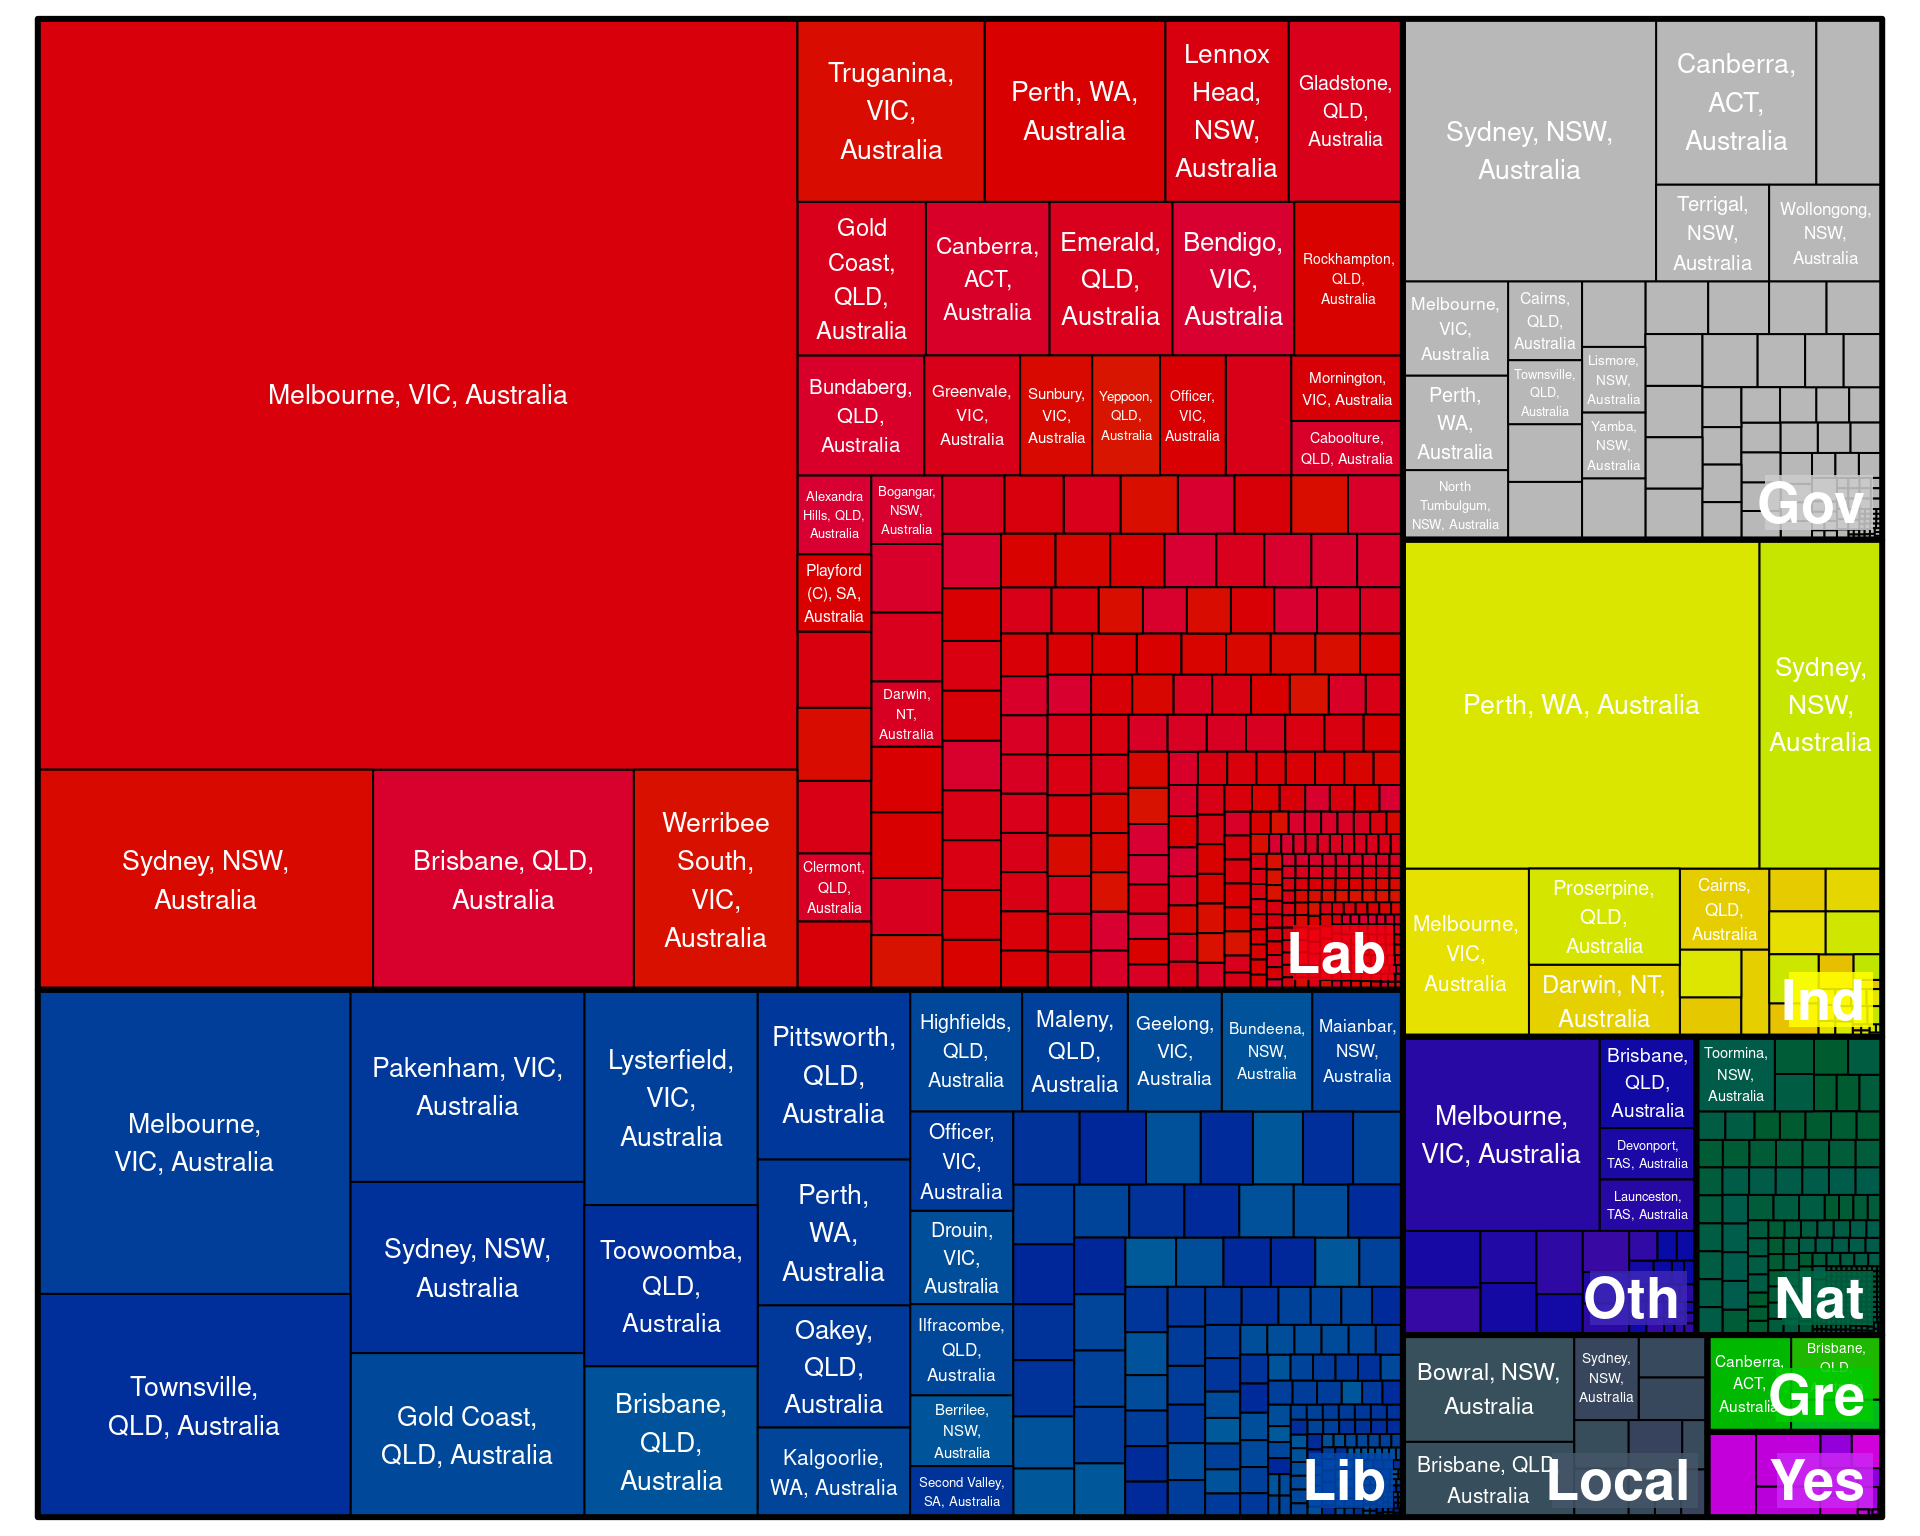 Melbourne, VIC, Australia
Sydney, NSW,
Australia
Brisbane, QLD,
Australia
Werribee
South,
VIC,
Australia
Truganina,
VIC,
Australia
Perth, WA,
Australia
Lennox
Head,
NSW,
Australia
Gladstone,
QLD,
Australia
Gold
Coast,
QLD,
Australia
Canberra,
ACT,
Australia
Emerald,
QLD,
Australia
Bendigo,
VIC,
Australia
Rockhampton,
QLD,
Australia
Bundaberg,
QLD,
Australia
Greenvale,
VIC,
Australia
Sunbury,
VIC,
Australia
Yeppoon,
QLD,
Australia
Officer,
VIC,
Australia
Mornington,
VIC, Australia
Caboolture,
QLD, Australia
Alexandra
Hills, QLD,
Australia
Bogangar,
NSW,
Australia
Playford
(C), SA,
Australia
Darwin,
NT,
Australia
Clermont,
QLD,
Australia
Lab
Melbourne,
VIC, Australia
Townsville,
QLD, Australia
Pakenham, VIC,
Australia
Sydney, NSW,
Australia
Gold Coast,
QLD, Australia
Lysterfield,
VIC,
Australia
Toowoomba,
QLD,
Australia
Brisbane,
QLD,
Australia
Pittsworth,
QLD,
Australia
Perth,
WA,
Australia
Oakey,
QLD,
Australia
Kalgoorlie,
WA, Australia
Highfields,
QLD,
Australia
Maleny,
QLD,
Australia
Geelong,
VIC,
Australia
Bundeena,
NSW,
Australia
Maianbar,
NSW,
Australia
Officer,
VIC,
Australia
Drouin,
VIC,
Australia
Ilfracombe,
QLD,
Australia
Berrilee,
NSW,
Australia
Second Valley,
SA, Australia
Lib
Sydney, NSW,
Australia
Canberra,
ACT,
Australia
Terrigal,
NSW,
Australia
Wollongong,
NSW,
Australia
Melbourne,
VIC,
Australia
Perth,
WA,
Australia
North
Tumbulgum,
NSW, Australia
Cairns,
QLD,
Australia
Townsville,
QLD,
Australia
Lismore,
NSW,
Australia
Yamba,
NSW,
Australia
Gov
Perth, WA, Australia
Sydney,
NSW,
Australia
Melbourne,
VIC,
Australia
Proserpine,
QLD,
Australia
Darwin, NT,
Australia
Cairns,
QLD,
Australia
Ind
Melbourne,
VIC, Australia
Brisbane,
QLD,
Australia
Devonport,
TAS, Australia
Launceston,
TAS, Australia
Oth
Toormina,
NSW,
Australia
Nat
Bowral, NSW,
Australia
Brisbane, QLD,
Australia
Sydney,
NSW,
Australia
Local
Canberra,
ACT,
Australia
Brisbane,
QLD,
Gre
Yes